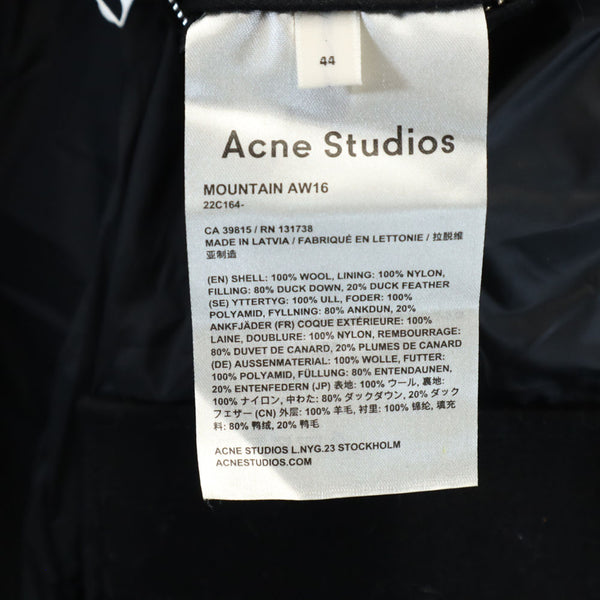 44
Acne Studios
MOUNTAIN AW16
22C164-
CA 39815 / RN 131738
MADE IN LATVIA / FABRIQUÉ EN LETTONIE / 拉脱维
亚制造
(EN) SHELL: 100% WOOL, LINING: 100% NYLON,
FILLING: 80% DUCK DOWN, 20% DUCK FEATHER
(SE) YTTERTYG: 100% ULL, FODER: 100%
POLYAMID, FYLLNING: 80% ANKDUN, 20%
ANKFJÄDER (FR) COQUE EXTÉRIEURE: 100%
LAINE, DOUBLURE: 100% NYLON, REMBOURRAGE:
80% DUVET DE CANARD, 20% PLUMES DE CANARD
(DE) AUSSENMATERIAL: 100% WOLLE, FUTTER:
100% POLYAMID, FÜLLUNG: 80% ENTENDAUNEN,
20% ENTENFEDERN (JP) 表地: 100% ウール, 裏地:
100% ナイロン, 中わた: 80% ダックダウン, 20% ダック
フェザー (CN) 外层: 100% 羊毛, 衬里: 100% 锦纶, 填充
料: 80% 鸭绒, 20% 鸭毛
ACNE STUDIOS L.NYG.23 STOCKHOLM
ACNESTUDIOS.COM